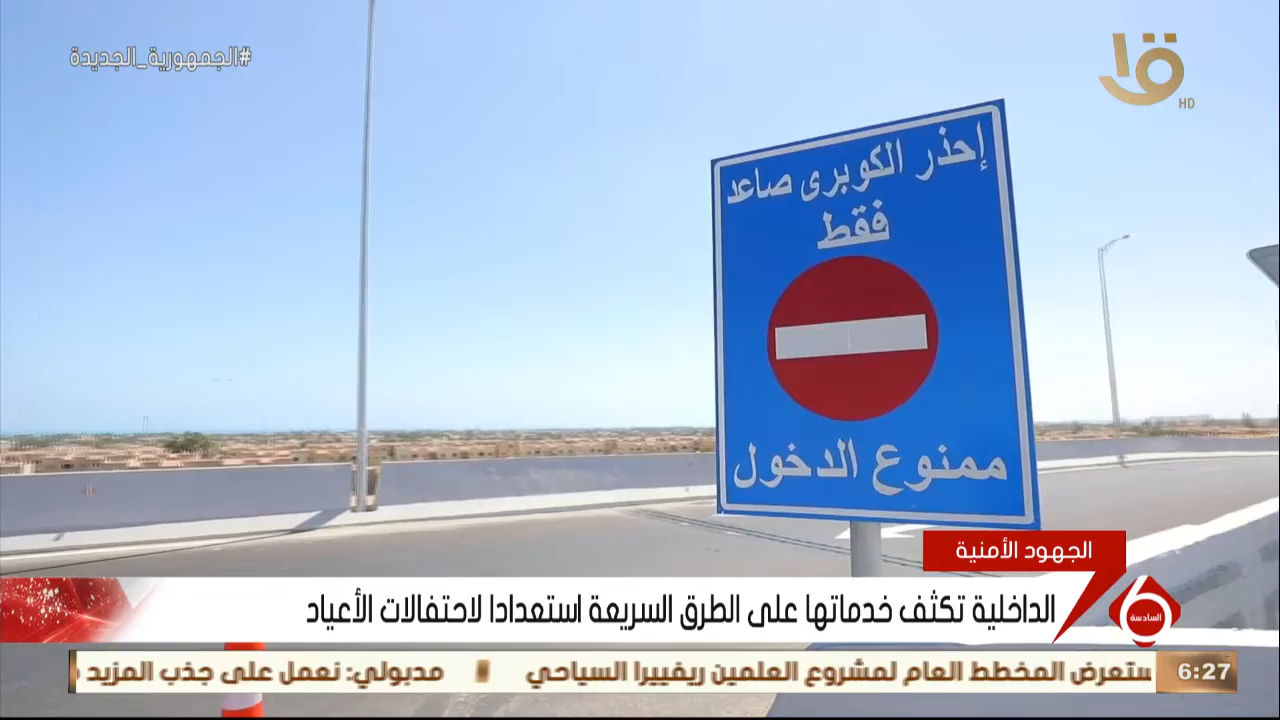 #الجمهورية_الجديدة
HD
إحذر الكوبرى صاعد
فقط
ممنوع الدخول
الجهود الأمنية
الداخلية تكثف خدماتها على الطرق السريعة استعدادا لاحتفالات الأعياد
السادسة
ستعرض المخطط العام لمشروع العلمين ريفييرا السياحي
مدبولي: نعمل على جذب المزيد
6:27